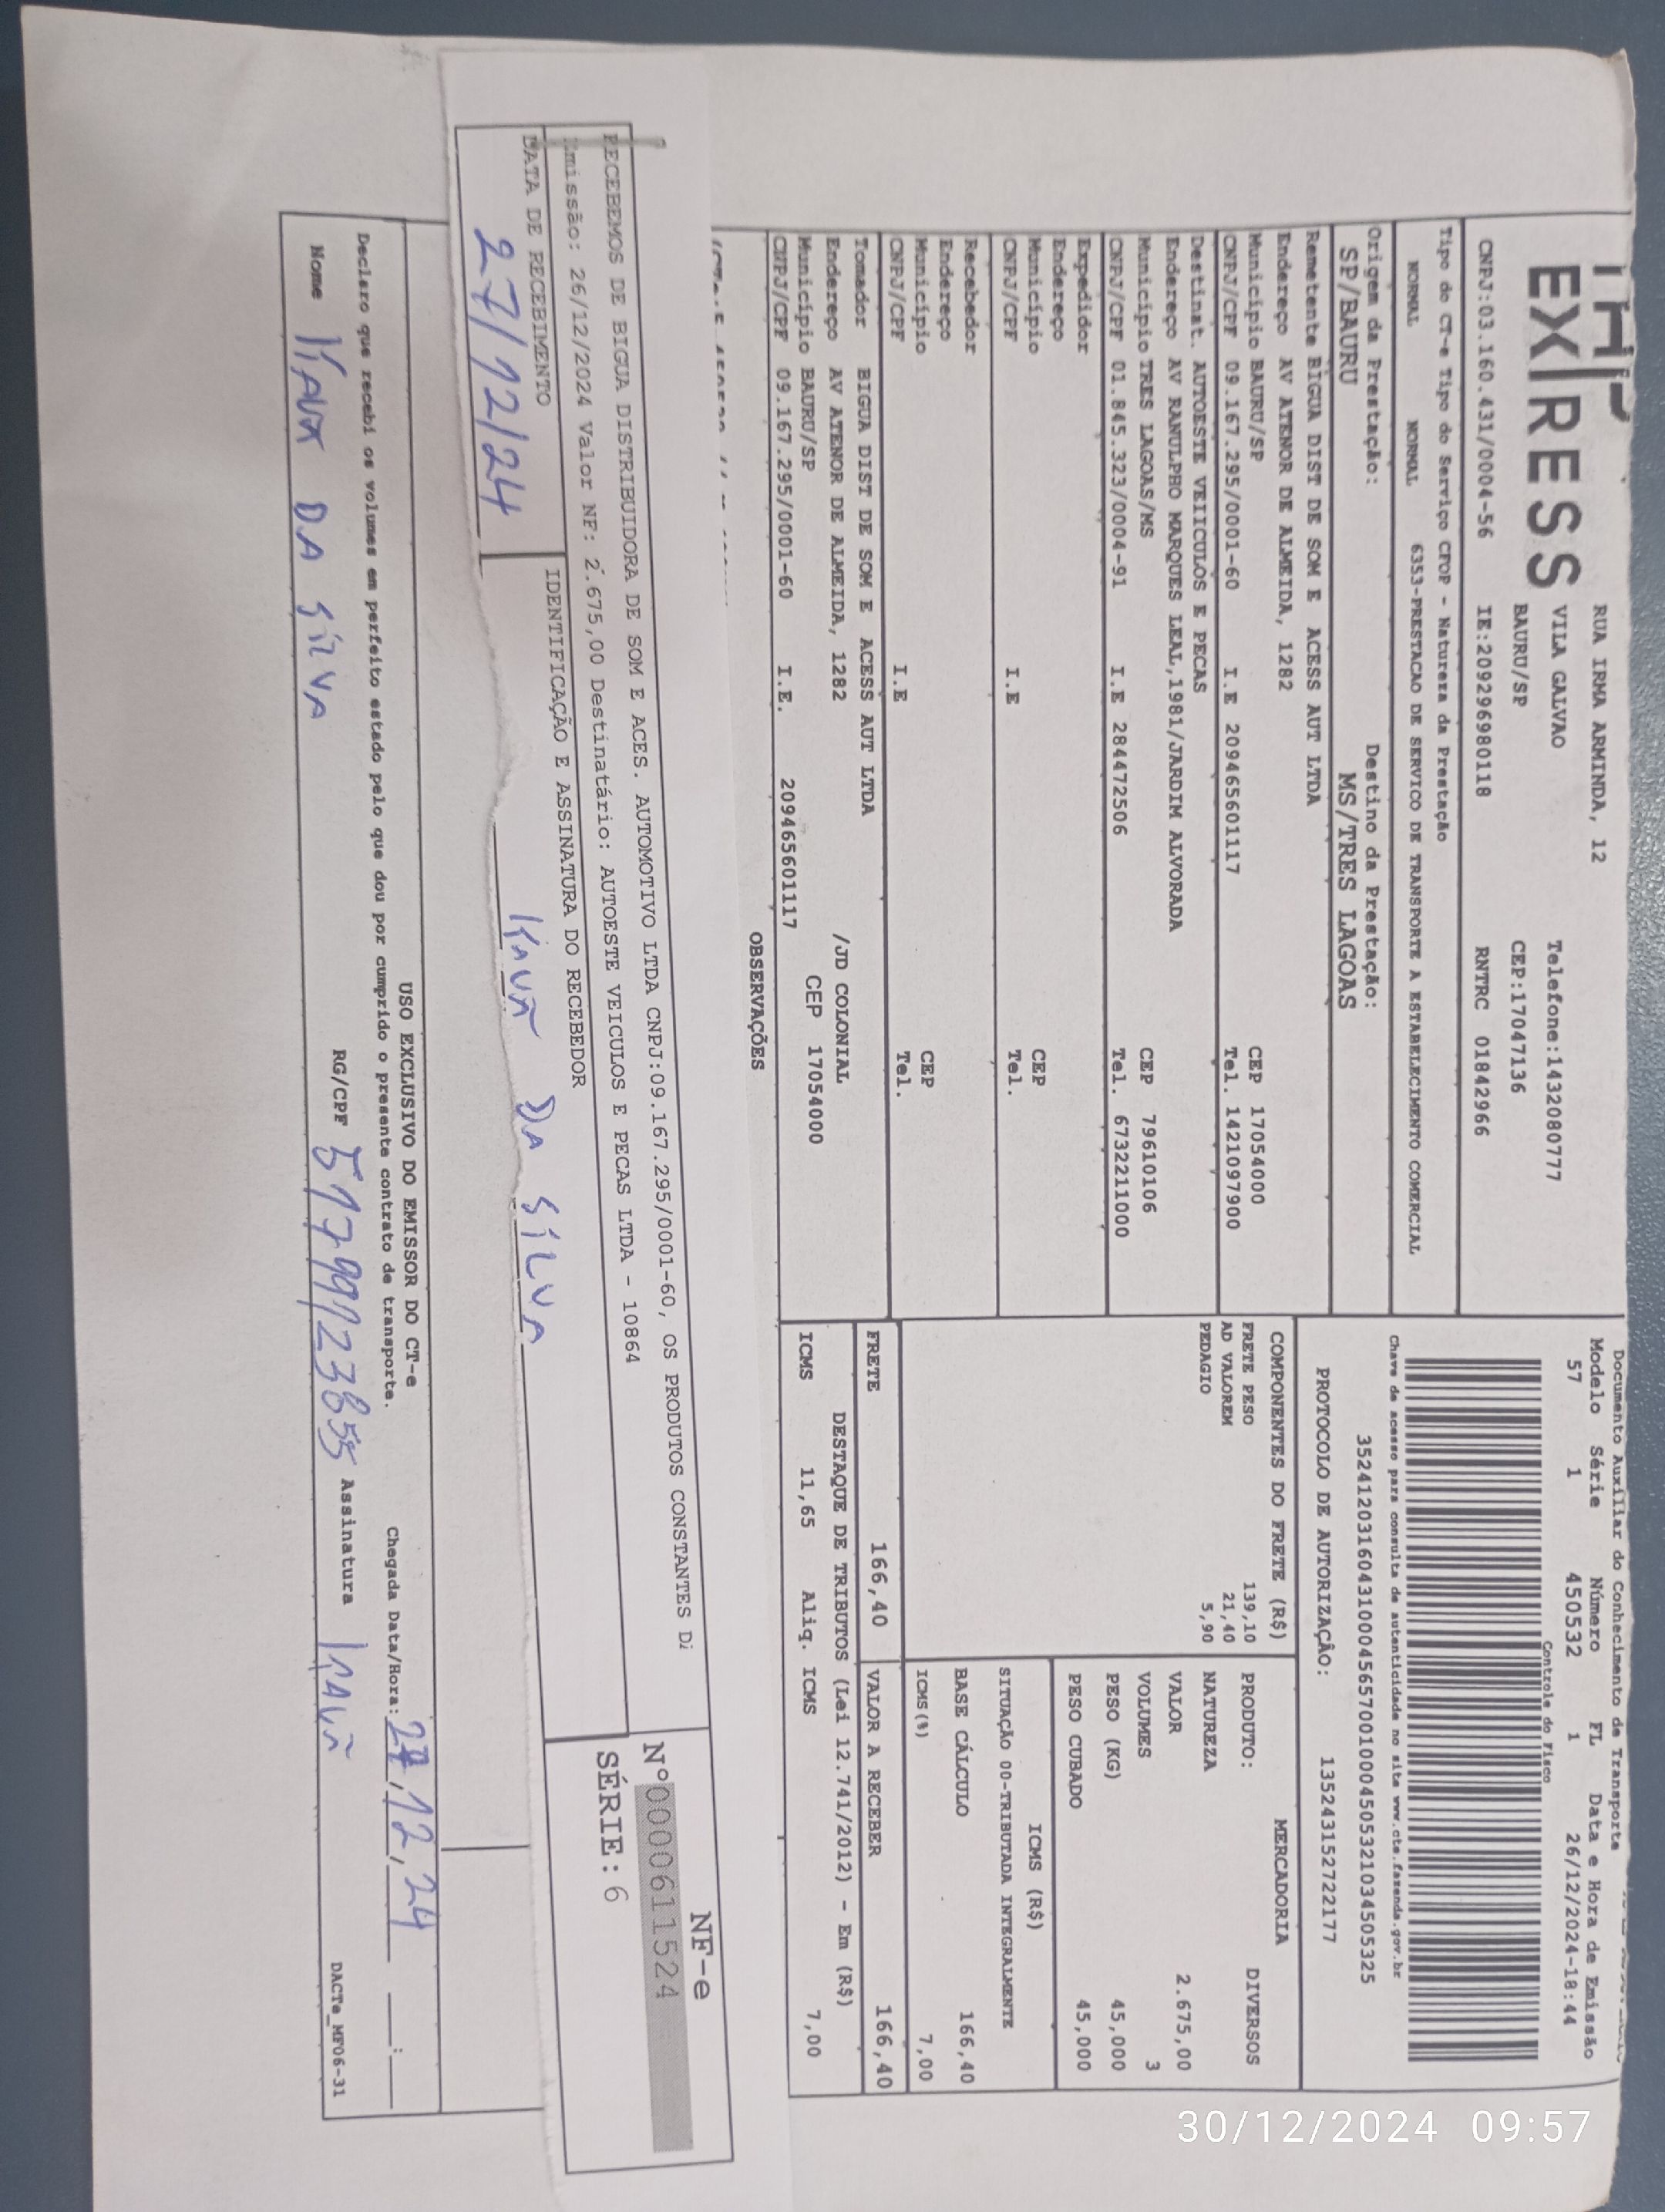 EXPRESS
RUA IRMA ARMINDA, 12
VILA GALVAO Telefone:1432080777
BAURU/SP CEP:17047136
CNPJ:03.160.431/0004-56 IE:209296980118 RNTRC 01842966
Tipo do CT-e Tipo do Serviço CFOP - Natureza da Prestação
NORMAL NORMAL 6353-PRESTACAO DE SERVICO DE TRANSPORTE A ESTABELECIMENTO COMERCIAL
Origem da Prestação: Destino da Prestação:
SP/BAURU MS/TRES LAGOAS
Remetente BIGUA DIST DE SOM E ACESS AUT LTDA
Endereço AV ATENOR DE ALMEIDA, 1282
Município BAURU/SP CEP 17054000
CNPJ/CPF 09.167.295/0001-60 I.E 209465601117 Tel. 1421097900
Destinat. AUTOESTE VEIICULOS E PECAS
Endereço AV RANULPHO MARQUES LEAL,1981/JARDIM ALVORADA
Município TRES LAGOAS/MS CEP 79610106
CNPJ/CPF 01.845.323/0004-91 I.E 284472506 Tel. 673221‌1000
Expedidor
Endereço
Município CEP
CNPJ/CPF I.E Tel.
Recebedor
Endereço
Município CEP
CNPJ/CPF I.E Tel.
Tomador BIGUA DIST DE SOM E ACESS AUT LTDA
Endereço AV ATENOR DE ALMEIDA, 1282 /JD COLONIAL
Município BAURU/SP CEP 17054000
CNPJ/CPF 09.167.295/0001-60 I.E. 209465601117
OBSERVAÇÕES
Documento Auxiliar do Conhecimento de Transporte
Modelo Série Número FL Data e Hora de Emissão
57 1 450532 1 26/12/2024-18:44
Controle do Fisco
Chave de acesso para consulta de autenticidade no site www.cte.fazenda.gov.br
35241203160431000456570010004505321034505325
PROTOCOLO DE AUTORIZAÇÃO: 135243152722177
COMPONENTES DO FRETE (R$)
FRETE PESO 139,10
AD VALOREM 21,40
PEDAGIO 5,90
MERCADORIA
PRODUTO: DIVERSOS
NATUREZA
VALOR 2.675,00
VOLUMES 3
PESO (KG) 45,000
PESO CUBADO 45,000
ICMS (R$)
SITUAÇÃO 00-TRIBUTADA INTEGRALMENTE
BASE CÁLCULO 166,40
ICMS(%) 7,00
FRETE 166,40 VALOR A RECEBER 166,40
DESTAQUE DE TRIBUTOS (Lei 12.741/2012) - Em (R$)
ICMS 11,65 Aliq. ICMS 7,00
RECEBEMOS DE BIGUA DISTRIBUIDORA DE SOM E ACES. AUTOMOTIVO LTDA CNPJ:09.167.295/0001-60, OS PRODUTOS CONSTANTES
Emissão: 26/12/2024 Valor NF: 2.675,00 Destinatário: AUTOESTE VEICULOS E PECAS LTDA - 10864
DATA DE RECEBIMENTO IDENTIFICAÇÃO E ASSINATURA DO RECEBEDOR
27/12/24 KAUÃ DA SILVA
NF-e
Nº000611524
SÉRIE:6
USO EXCLUSIVO DO EMISSOR DO CT-e
Declaro que recebi os volumes em perfeito estado pelo que dou por cumprido o presente contrato de transporte. Chegada Data/Hora: 27/12/24 __:__
Nome KAUÃ DA SILVA RG/CPF 51799123855 Assinatura KAUÃ
DACTe_MF06-31
30/12/2024 09:57